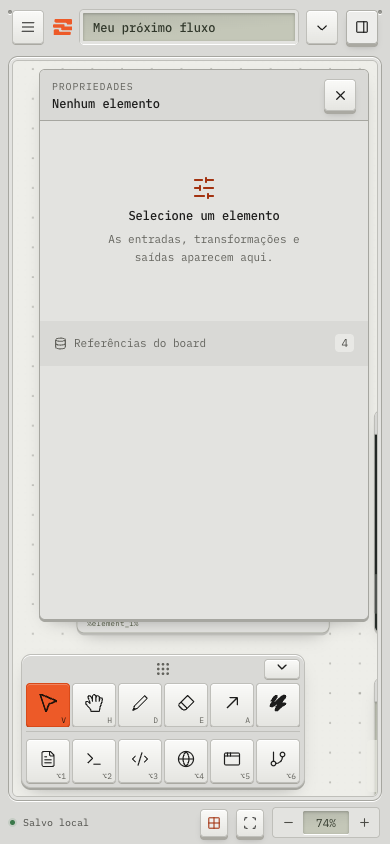 Meu próximo fluxo
PROPRIEDADES
Nenhum elemento
Selecione um elemento
As entradas, transformações e
saídas aparecem aqui.
Referências do board 4
V H D E A
⌥1 ⌥2 ⌥3 ⌥4 ⌥5 ⌥6
Salvo local 74%